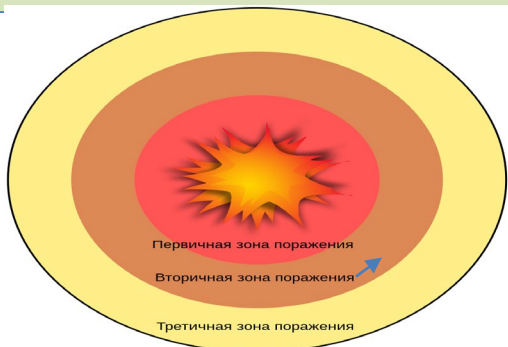 Первичная зона поражения
Вторичная зона поражения
Третичная зона поражения